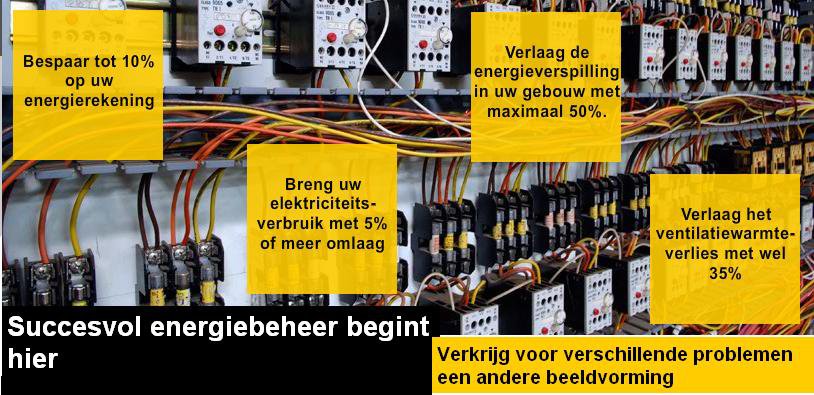 Bespaar tot 10%
op uw
energierekening
Verlaag de
energieverspilling
in uw gebouw met
maximaal 50%.
Breng uw
elektriciteits-
verbruik met 5%
of meer omlaag
Verlaag het
ventilatiewarmte-
verlies met wel
35%
Succesvol energiebeheer begint
hier
Verkrijg voor verschillende problemen
een andere beeldvorming